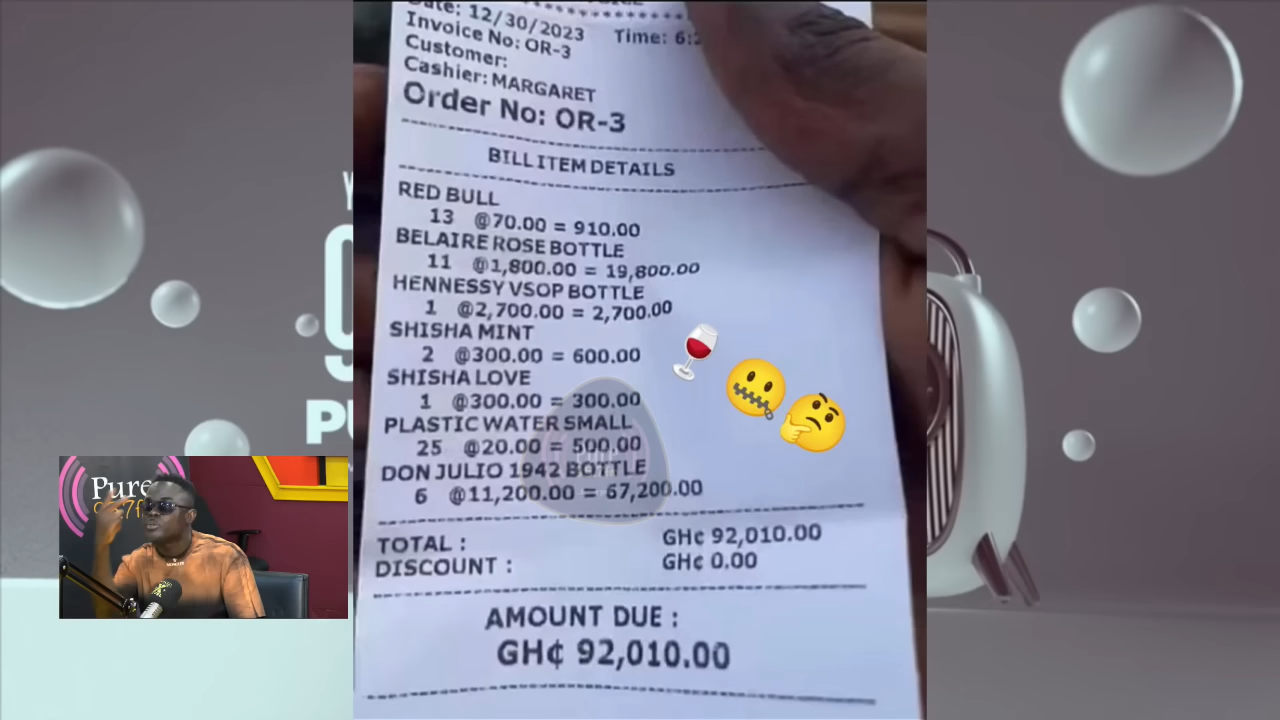 Date: 12/30/2023 Time: 6:2
Invoice No: OR-3
Customer:
Cashier: MARGARET
Order No: OR-3
BILL ITEM DETAILS
RED BULL
13 @70.00 = 910.00
BELAIRE ROSE BOTTLE
11 @1,800.00 = 19,800.00
HENNESSY VSOP BOTTLE
1 @2,700.00 = 2,700.00
SHISHA MINT
2 @300.00 = 600.00
SHISHA LOVE
1 @300.00 = 300.00
PLASTIC WATER SMALL
25 @20.00 = 500.00
DON JULIO 1942 BOTTLE
6 @11,200.00 = 67,200.00
TOTAL : GH¢ 92,010.00
DISCOUNT : GH¢ 0.00
AMOUNT DUE :
GH¢ 92,010.00
Pure